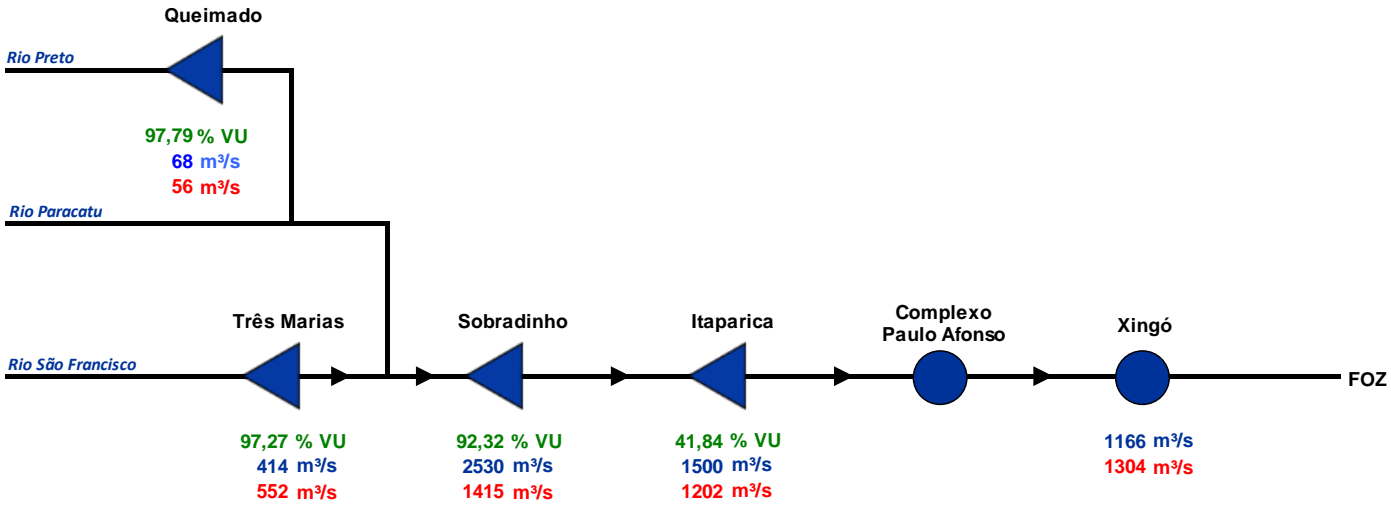 Queimado
Rio Preto
97,79 % VU
68 m³/s
56 m³/s
Rio Paracatu
Três Marias
Sobradinho
Itaparica
Complexo
Paulo Afonso
Xingó
Rio São Francisco
FOZ
97,27 % VU
414 m³/s
552 m³/s
92,32 % VU
2530 m³/s
1415 m³/s
41,84 % VU
1500 m³/s
1202 m³/s
1166 m³/s
1304 m³/s